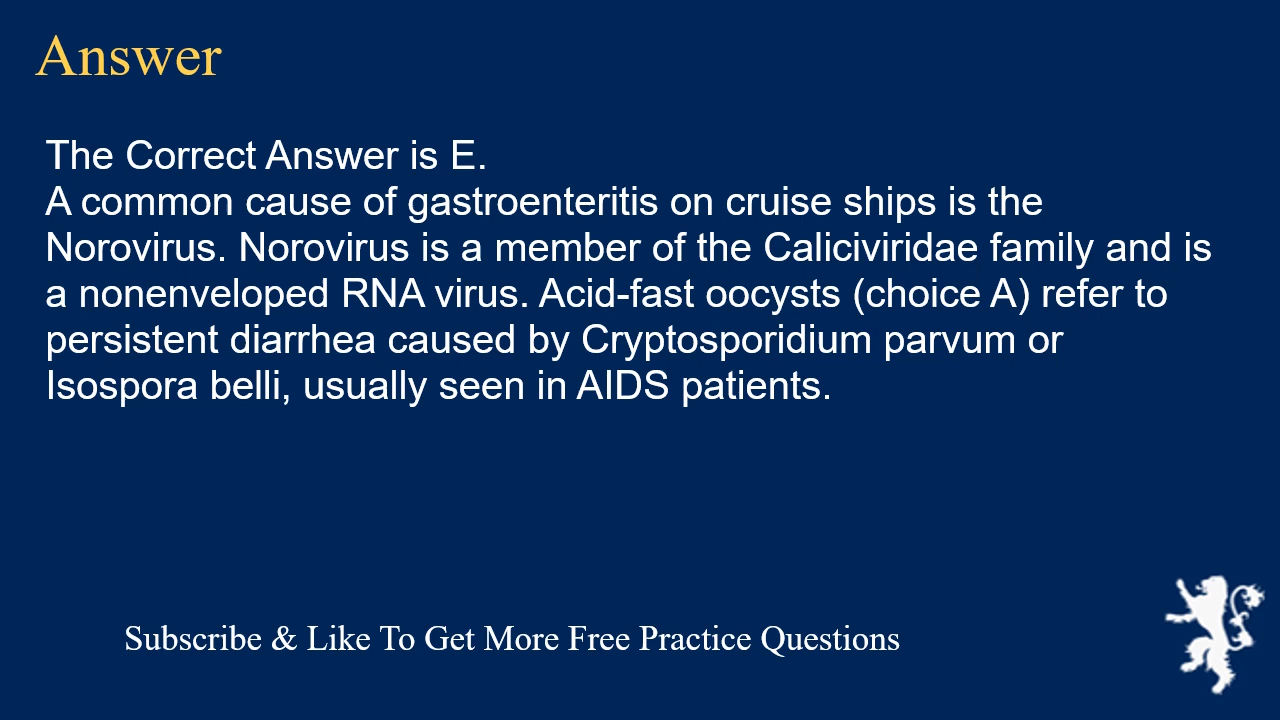 Answer
The Correct Answer is E.
A common cause of gastroenteritis on cruise ships is the
Norovirus. Norovirus is a member of the Caliciviridae family and is
a nonenveloped RNA virus. Acid-fast oocysts (choice A) refer to
persistent diarrhea caused by Cryptosporidium parvum or
Isospora belli, usually seen in AIDS patients.
Subscribe & Like To Get More Free Practice Questions